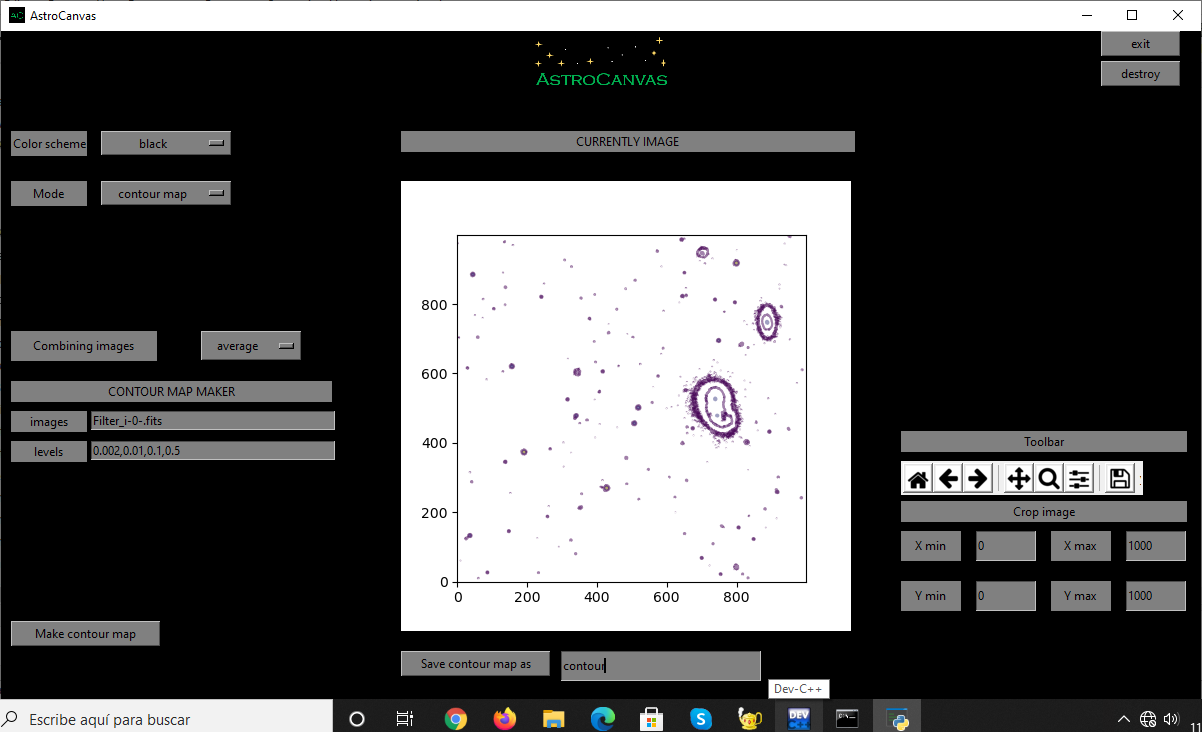 AC AstroCanvas
exit
ASTROCANVAS
destroy
Color scheme black
CURRENTLY IMAGE
Mode contour map
800
600
400
200
0
0 200 400 600 800
Combining images average
CONTOUR MAP MAKER
images Filter_i-0-.fits
levels 0.002,0.01,0.1,0.5
Toolbar
Crop image
X min 0 X max 1000
Y min 0 Y max 1000
Make contour map
Save contour map as contour
Dev-C++
Escribe aquí para buscar
S
DEV
C++
11